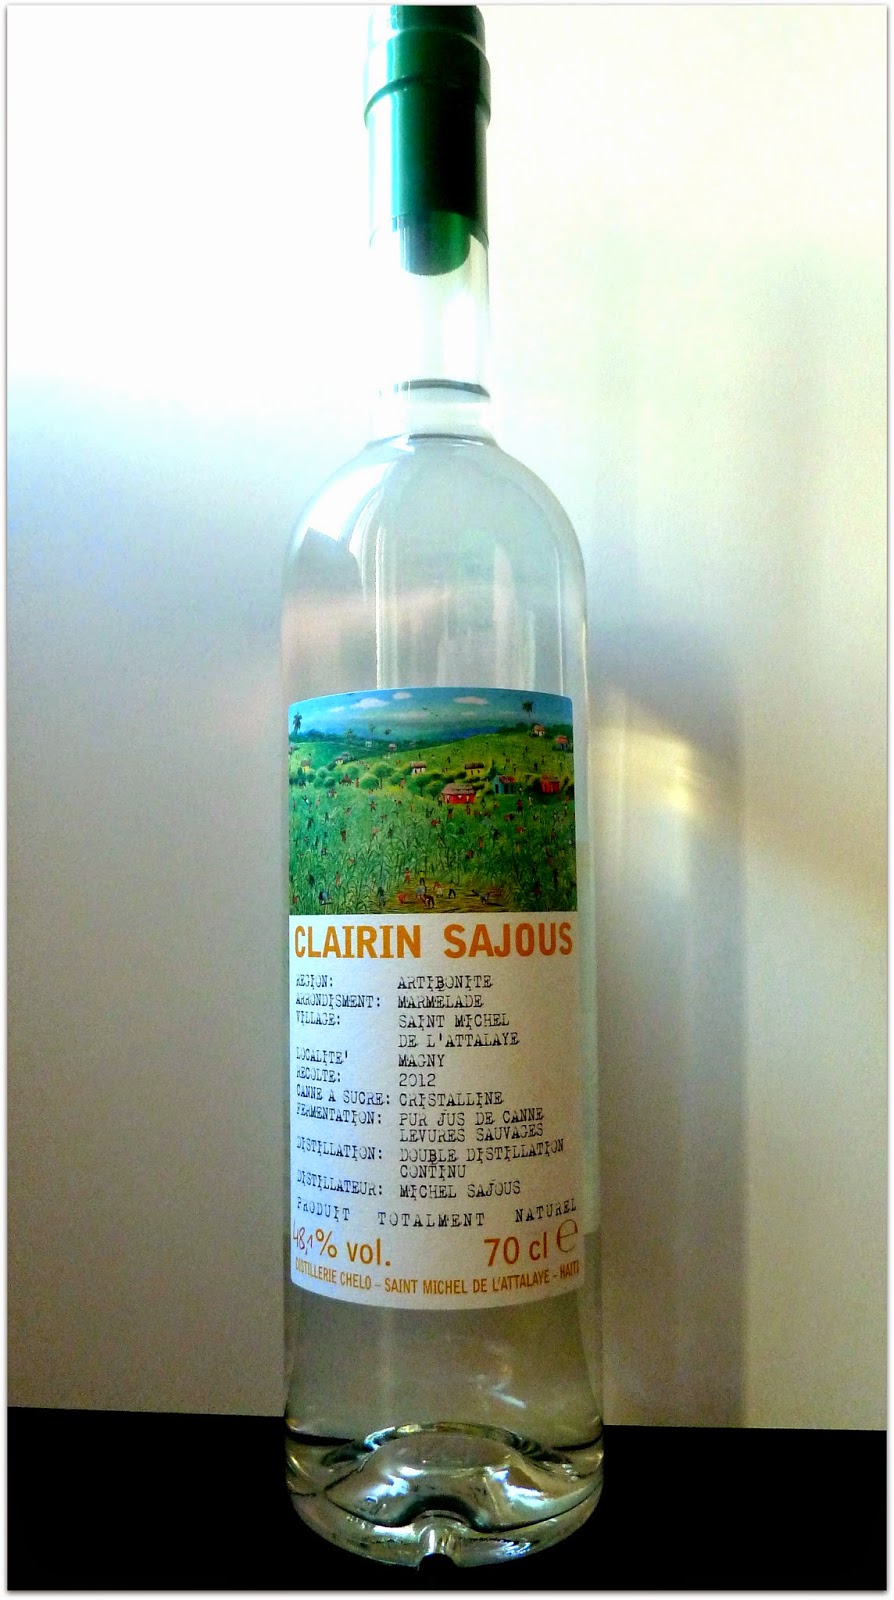 CLAIRIN SAJOUS
REGION: ARTIBONITE
ARRONDISMENT: MARMELADE
VILLAGE: SAINT MICHEL
DE L'ATTALAYE
LOCALITE' MAGNY
RECOLTE: 2012
CANNE A SUCRE: CRISTALLINE
FERMENTATION: PUR JUS DE CANNE
LEVURES SAUVAGES
DISTILLATION: DOUBLE DISTILLATION
CONTINU
DISTILLATEUR: MICHEL SAJOUS
PRODUIT TOTALMENT NATUREL
48,1% vol. 70 cl e
DISTILLERIE CHELO – SAINT MICHEL DE L'ATTALAYE – HAITI